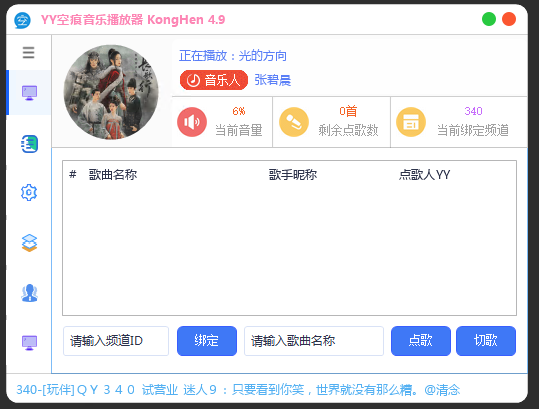 YY空痕音乐播放器 KongHen 4.9
正在播放：光的方向
音乐人 张碧晨
6%
当前音量
0首
剩余点歌数
340
当前绑定频道
# 歌曲名称 歌手昵称 点歌人YY
请输入频道ID 绑定 请输入歌曲名称 点歌 切歌
340-[玩伴]ＱＹ３４０ 试营业 迷人9：只要看到你笑，世界就没有那么糟。@清念